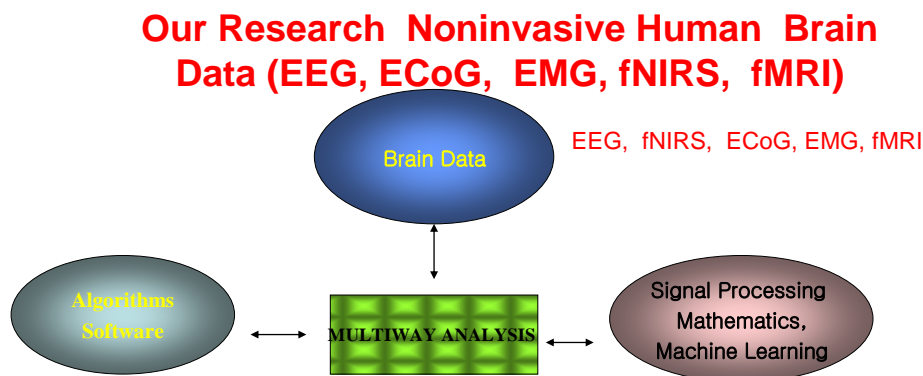 Our Research Noninvasive Human Brain
Data (EEG, ECoG, EMG, fNIRS, fMRI)
Brain Data
EEG, fNIRS, ECoG, EMG, fMRI
Algorithms
Software
MULTIWAY ANALYSIS
Signal Processing
Mathematics,
Machine Learning